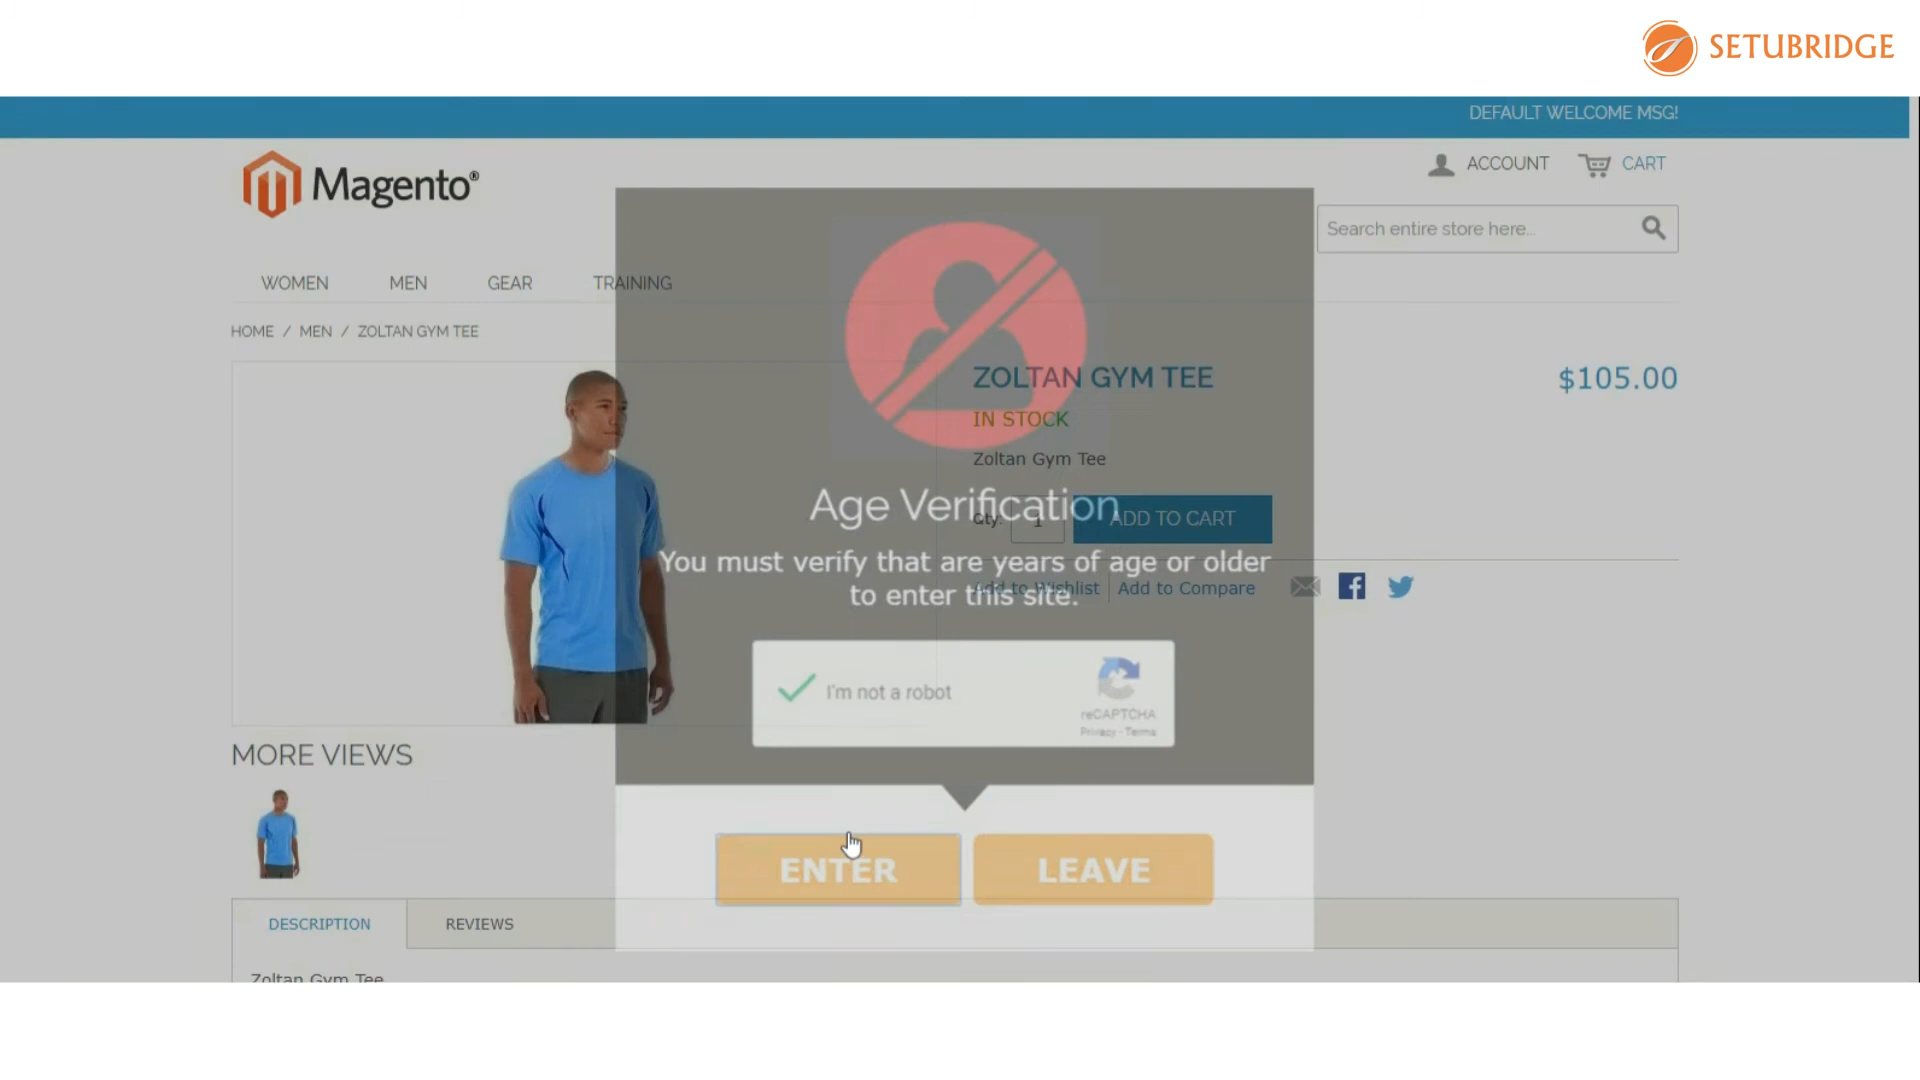 SETUBRIDGE
DEFAULT WELCOME MSG!
Magento®
ACCOUNT
CART
Search entire store here...
WOMEN
MEN
GEAR
TRAINING
HOME / MEN / ZOLTAN GYM TEE
ZOLTAN GYM TEE
$105.00
IN STOCK
Zoltan Gym Tee
Age Verification
Qty:
1
ADD TO CART
You must verify that are years of age or older
to enter this site.
Add to Wishlist
Add to Compare
I'm not a robot
reCAPTCHA
Privacy - Terms
MORE VIEWS
ENTER
LEAVE
DESCRIPTION
REVIEWS
Zoltan Gym Tee